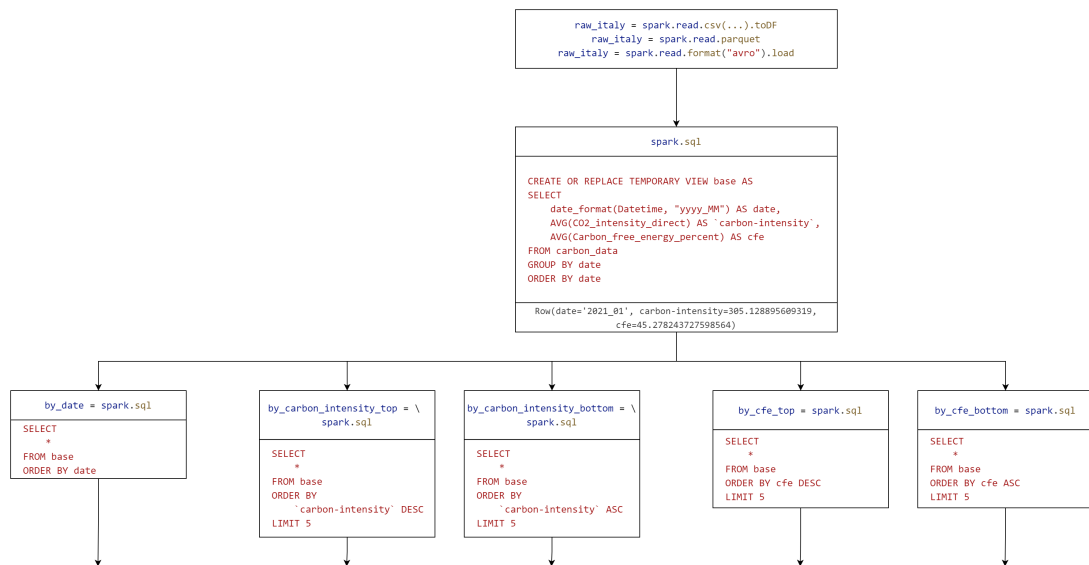 raw_italy = spark.read.csv(...).toDF
raw_italy = spark.read.parquet
raw_italy = spark.read.format("avro").load
spark.sql
CREATE OR REPLACE TEMPORARY VIEW base AS
SELECT
    date_format(Datetime, "yyyy_MM") AS date,
    AVG(CO2_intensity_direct) AS `carbon-intensity`,
    AVG(Carbon_free_energy_percent) AS cfe
FROM carbon_data
GROUP BY date
ORDER BY date
Row(date='2021_01', carbon-intensity=305.128895609319,
cfe=45.278243727598564)
by_date = spark.sql
SELECT
    *
FROM base
ORDER BY date
by_carbon_intensity_top = \
spark.sql
SELECT
    *
FROM base
ORDER BY
    `carbon-intensity` DESC
LIMIT 5
by_carbon_intensity_bottom = \
spark.sql
SELECT
    *
FROM base
ORDER BY
    `carbon-intensity` ASC
LIMIT 5
by_cfe_top = spark.sql
SELECT
    *
FROM base
ORDER BY cfe DESC
LIMIT 5
by_cfe_bottom = spark.sql
SELECT
    *
FROM base
ORDER BY cfe ASC
LIMIT 5